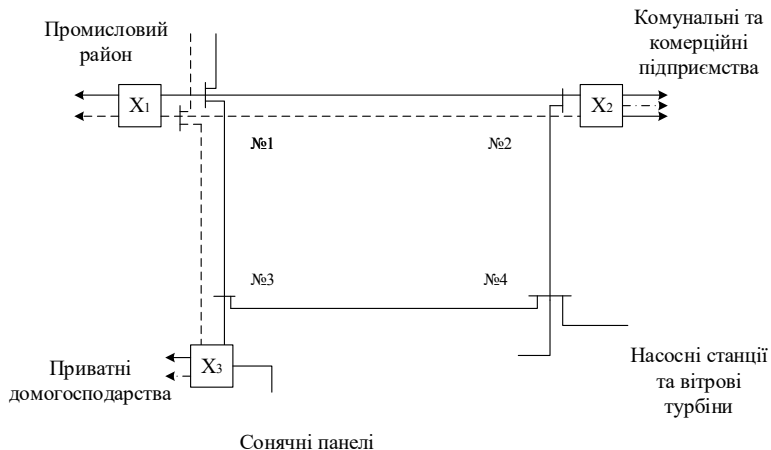 Промисловий
район
Комунальні та
комерційні
підприємства
X1
X2
№1
№2
№3
№4
X3
Приватні
домогосподарства
Насосні станції
та вітрові
турбіни
Сонячні панелі